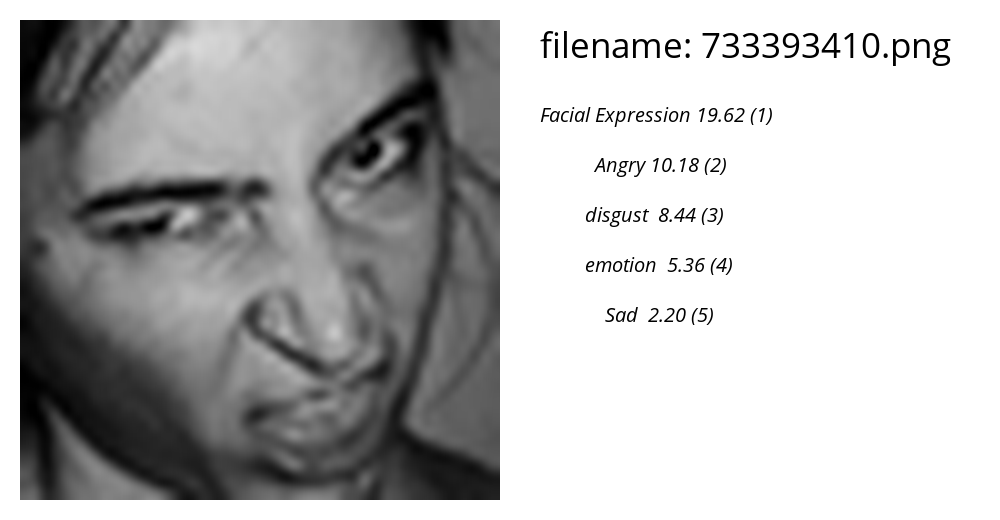 filename: 733393410.png
Facial Expression 19.62 (1)
Angry 10.18 (2)
disgust 8.44 (3)
emotion 5.36 (4)
Sad 2.20 (5)